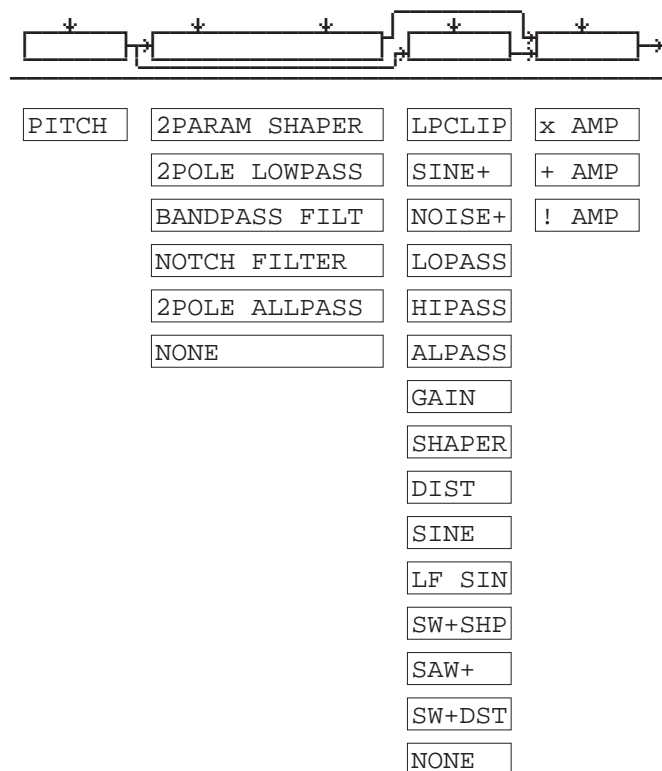 PITCH 2PARAM SHAPER LPCLIP x AMP
2POLE LOWPASS SINE+ + AMP
BANDPASS FILT NOISE+ ! AMP
NOTCH FILTER LOPASS
2POLE ALLPASS HIPASS
NONE ALPASS
GAIN
SHAPER
DIST
SINE
LF SIN
SW+SHP
SAW+
SW+DST
NONE